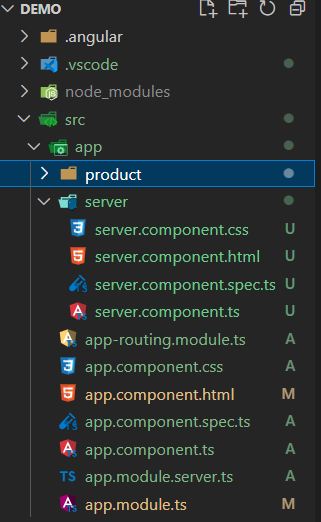 DEMO
.angular
.vscode
node_modules
src
app
product
server
server.component.css U
server.component.html U
server.component.spec.ts U
server.component.ts U
app-routing.module.ts A
app.component.css A
app.component.html M
app.component.spec.ts A
app.component.ts A
TS app.module.server.ts A
app.module.ts M